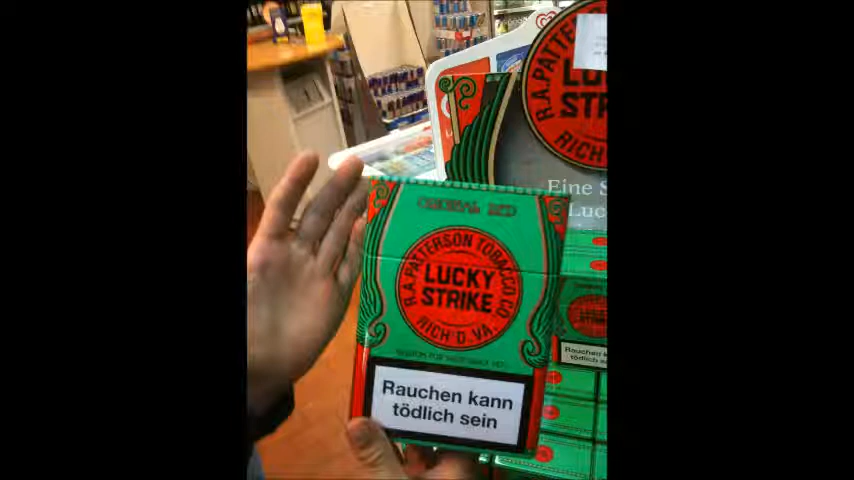 R.A.PATTERSON
LUCKY
STRIKE
RICH'D
Eine
Luc
ORIGINAL RED
R.A.PATTERSON TOBACCO CO
LUCKY
STRIKE
RICH'D. VA.
Rauchen kann
tödlich sein
Rauchen kann
tödlich